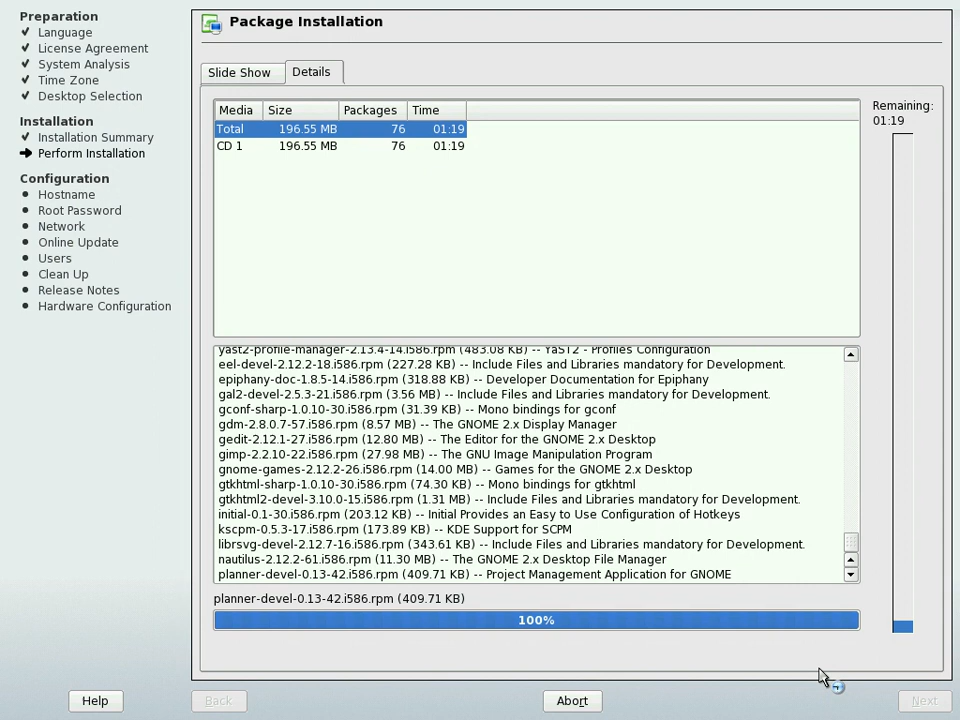 Preparation
Language
License Agreement
System Analysis
Time Zone
Desktop Selection
Installation
Installation Summary
Perform Installation
Configuration
Hostname
Root Password
Network
Online Update
Users
Clean Up
Release Notes
Hardware Configuration
Package Installation
Slide Show Details
Media Size Packages Time
Total 196.55 MB 76 01:19
CD 1 196.55 MB 76 01:19
Remaining:
01:19
yast2-profile-manager-2.13.4-14.i586.rpm (483.08 KB) -- YaST2 - Profiles Configuration
eel-devel-2.12.2-18.i586.rpm (227.28 KB) -- Include Files and Libraries mandatory for Development.
epiphany-doc-1.8.5-14.i586.rpm (318.88 KB) -- Developer Documentation for Epiphany
gal2-devel-2.5.3-21.i586.rpm (3.56 MB) -- Include Files and Libraries mandatory for Development.
gconf-sharp-1.0.10-30.i586.rpm (31.39 KB) -- Mono bindings for gconf
gdm-2.8.0.7-57.i586.rpm (8.57 MB) -- The GNOME 2.x Display Manager
gedit-2.12.1-27.i586.rpm (12.80 MB) -- The Editor for the GNOME 2.x Desktop
gimp-2.2.10-22.i586.rpm (27.98 MB) -- The GNU Image Manipulation Program
gnome-games-2.12.2-26.i586.rpm (14.00 MB) -- Games for the GNOME 2.x Desktop
gtkhtml-sharp-1.0.10-30.i586.rpm (74.30 KB) -- Mono bindings for gtkhtml
gtkhtml2-devel-3.10.0-15.i586.rpm (1.31 MB) -- Include Files and Libraries mandatory for Development.
initial-0.1-30.i586.rpm (203.12 KB) -- Initial Provides an Easy to Use Configuration of Hotkeys
kscpm-0.5.3-17.i586.rpm (173.89 KB) -- KDE Support for SCPM
librsvg-devel-2.12.7-16.i586.rpm (343.61 KB) -- Include Files and Libraries mandatory for Development.
nautilus-2.12.2-61.i586.rpm (11.30 MB) -- The GNOME 2.x Desktop File Manager
planner-devel-0.13-42.i586.rpm (409.71 KB) -- Project Management Application for GNOME
planner-devel-0.13-42.i586.rpm (409.71 KB)
100%
Help Back Abort Next